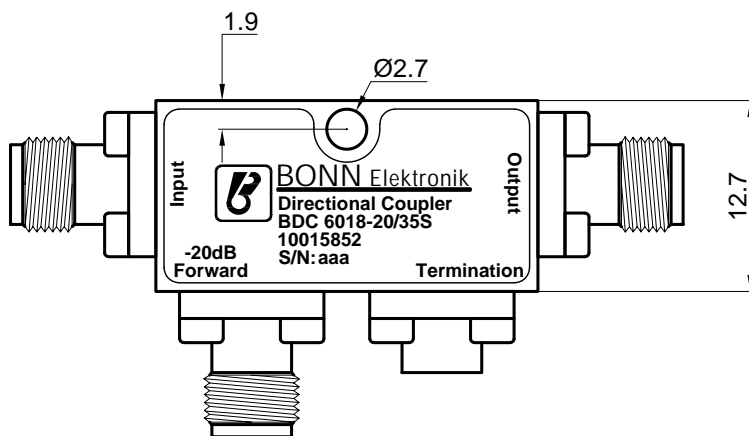 1.9
Ø2.7
BONN Elektronik
Directional Coupler
BDC 6018-20/35S
10015852
S/N:aaa
Input
Output
-20dB
Forward
Termination
12.7